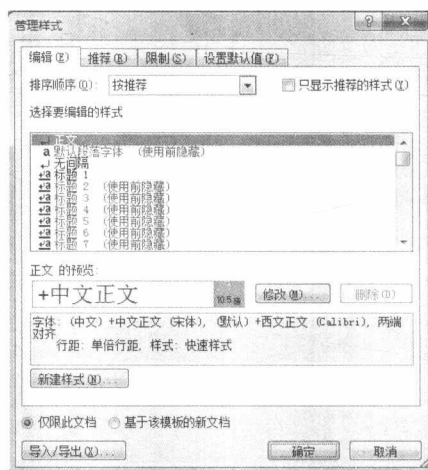 管理样式
编辑(E) 推荐(R) 限制(S) 设置默认值(F)
排序顺序(O): 按推荐 只显示推荐的样式(Y)
选择要编辑的样式
正文
a 默认段落字体 (使用前隐藏)
无间隔
标题 1
标题 2 (使用前隐藏)
标题 3 (使用前隐藏)
标题 4 (使用前隐藏)
标题 5 (使用前隐藏)
标题 6 (使用前隐藏)
标题 7 (使用前隐藏)
正文 的预览:
+中文正文 10.5 磅 修改(M)... 删除(D)
字体: (中文) +中文正文 (宋体), (默认) +西文正文 (Calibri), 两端
对齐
行距: 单倍行距, 样式: 快速样式
新建样式(N)...
仅限此文档 基于该模板的新文档
导入/导出(X)... 确定 取消